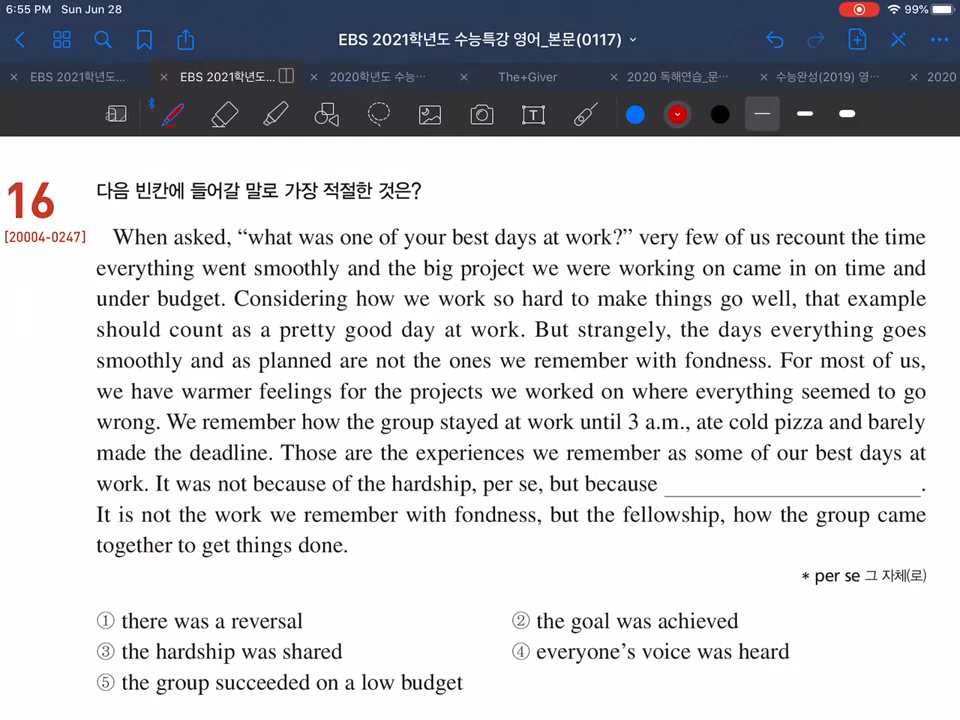 6:55 PM Sun Jun 28 99%
EBS 2021학년도 수능특강 영어_본문(0117)
EBS 2021학년도... EBS 2021학년도... 2020학년도 수능... The+Giver 2020 독해연습_문... 수능완성(2019) 영... 2020
16 다음 빈칸에 들어갈 말로 가장 적절한 것은?
[20004-0247] When asked, “what was one of your best days at work?” very few of us recount the time
everything went smoothly and the big project we were working on came in on time and
under budget. Considering how we work so hard to make things go well, that example
should count as a pretty good day at work. But strangely, the days everything goes
smoothly and as planned are not the ones we remember with fondness. For most of us,
we have warmer feelings for the projects we worked on where everything seemed to go
wrong. We remember how the group stayed at work until 3 a.m., ate cold pizza and barely
made the deadline. Those are the experiences we remember as some of our best days at
work. It was not because of the hardship, per se, but because ____________________.
It is not the work we remember with fondness, but the fellowship, how the group came
together to get things done.
* per se 그 자체(로)
① there was a reversal ② the goal was achieved
③ the hardship was shared ④ everyone’s voice was heard
⑤ the group succeeded on a low budget